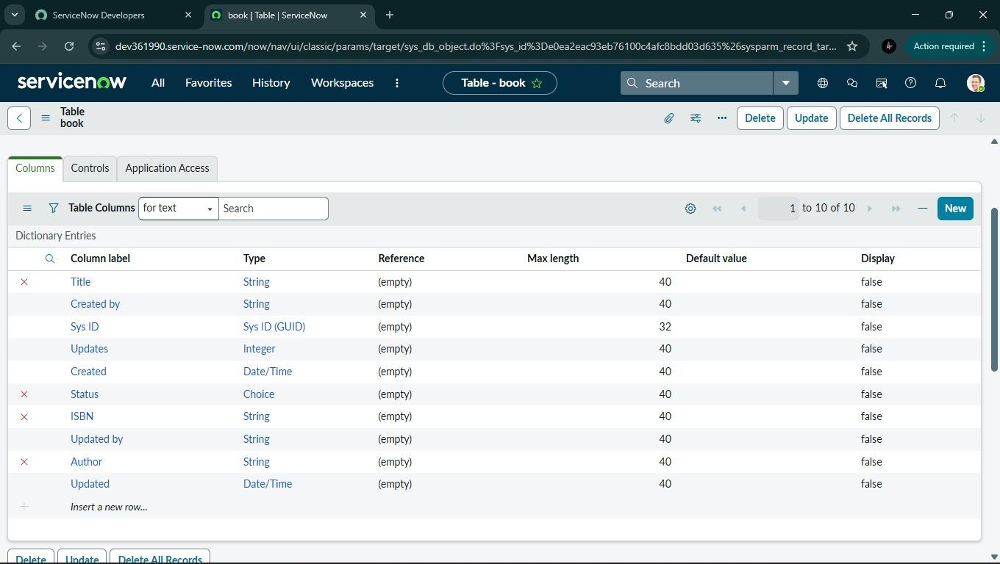 ServiceNow Developers
book | Table | ServiceNow
dev361990.service-now.com/now/nav/ui/classic/params/target/sys_db_object.do%3Fsys_id%3De0ea2eac93eb76100c4afc8bdd03d635%26sysparm_record_tar...
Action required
servicenow All Favorites History Workspaces Table - book Search
Table
book
Delete Update Delete All Records
Columns Controls Application Access
Table Columns for text Search 1 to 10 of 10 New
Dictionary Entries
Column label Type Reference Max length Default value Display
Title String (empty) 40 false
Created by String (empty) 40 false
Sys ID Sys ID (GUID) (empty) 32 false
Updates Integer (empty) 40 false
Created Date/Time (empty) 40 false
Status Choice (empty) 40 false
ISBN String (empty) 40 false
Updated by String (empty) 40 false
Author String (empty) 40 false
Updated Date/Time (empty) 40 false
Insert a new row...
Delete Update Delete All Records